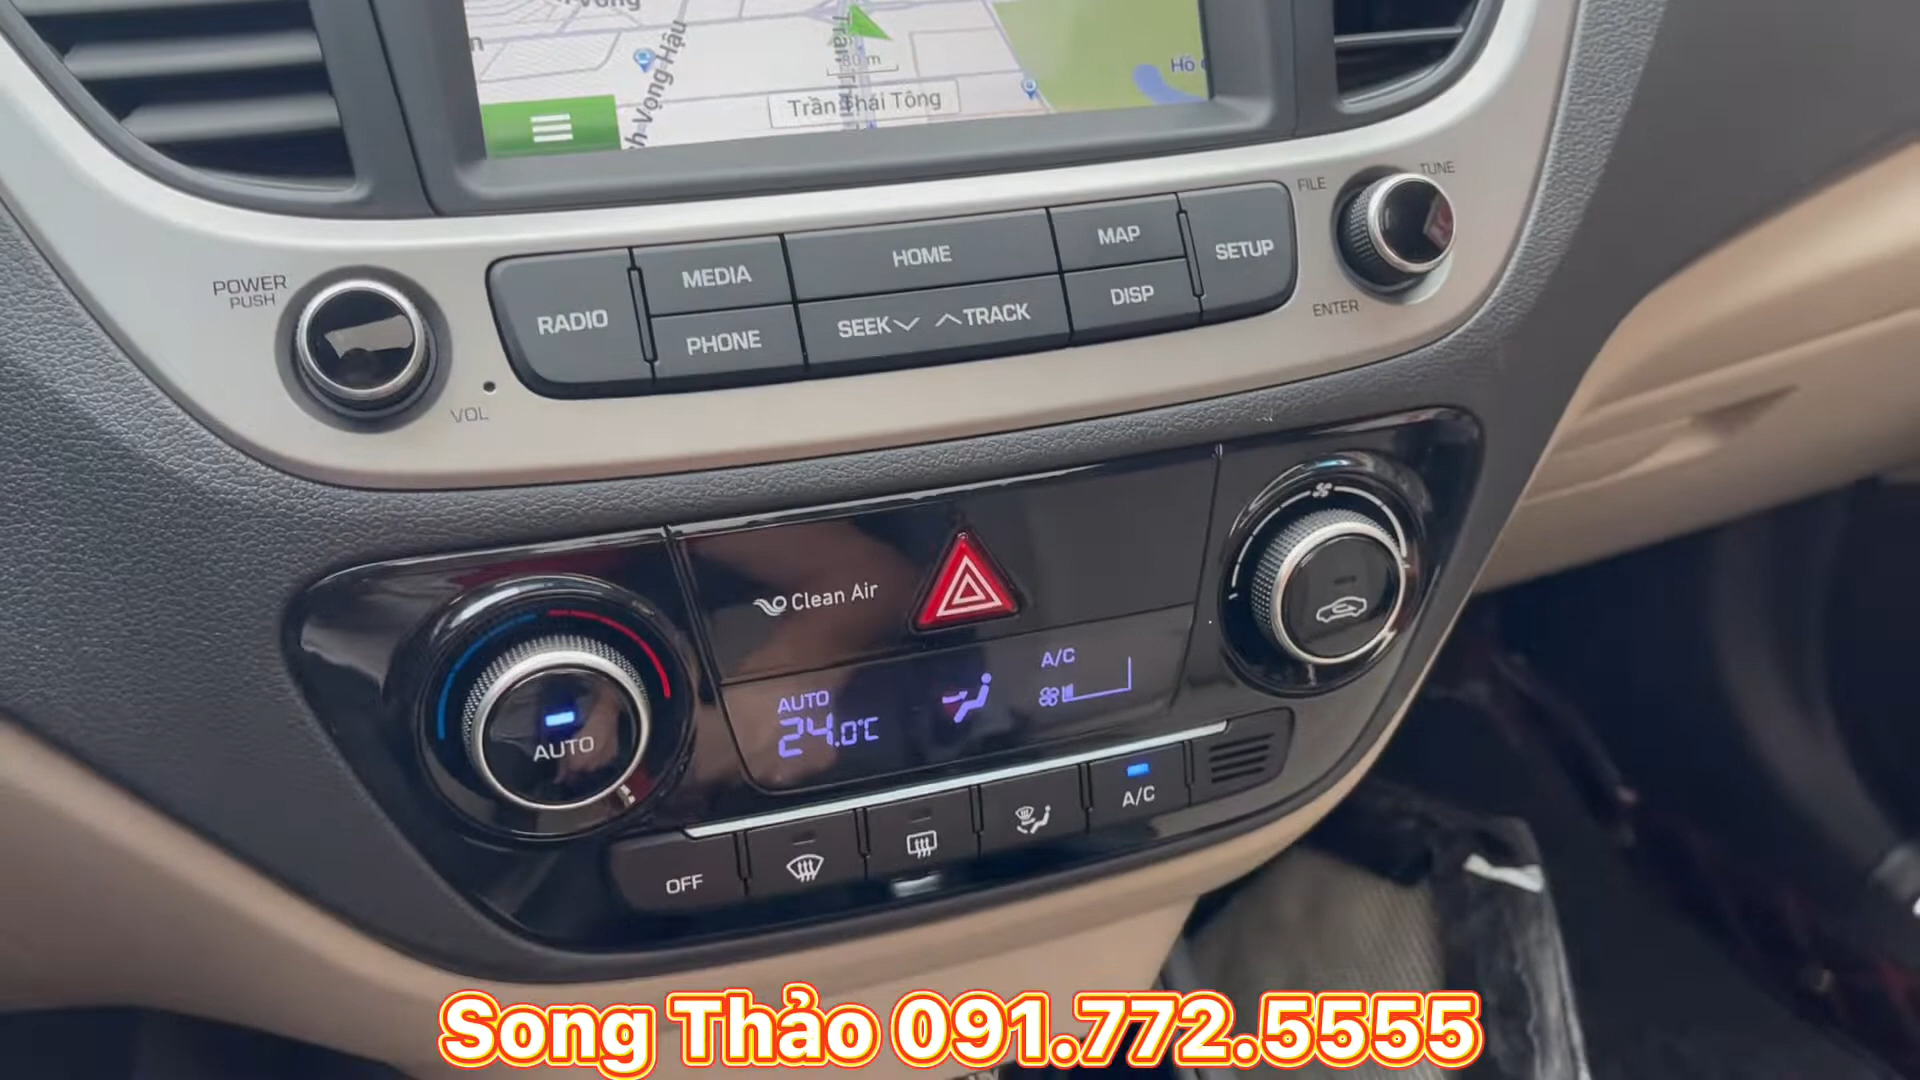 Trần Thái Tông
80 m
POWER
PUSH
VOL
RADIO
MEDIA
PHONE
HOME
SEEK TRACK
MAP
DISP
SETUP
FILE
TUNE
ENTER
Clean Air
AUTO
AUTO
24.0°C
A/C
OFF
A/C
Song Thảo 091.772.5555